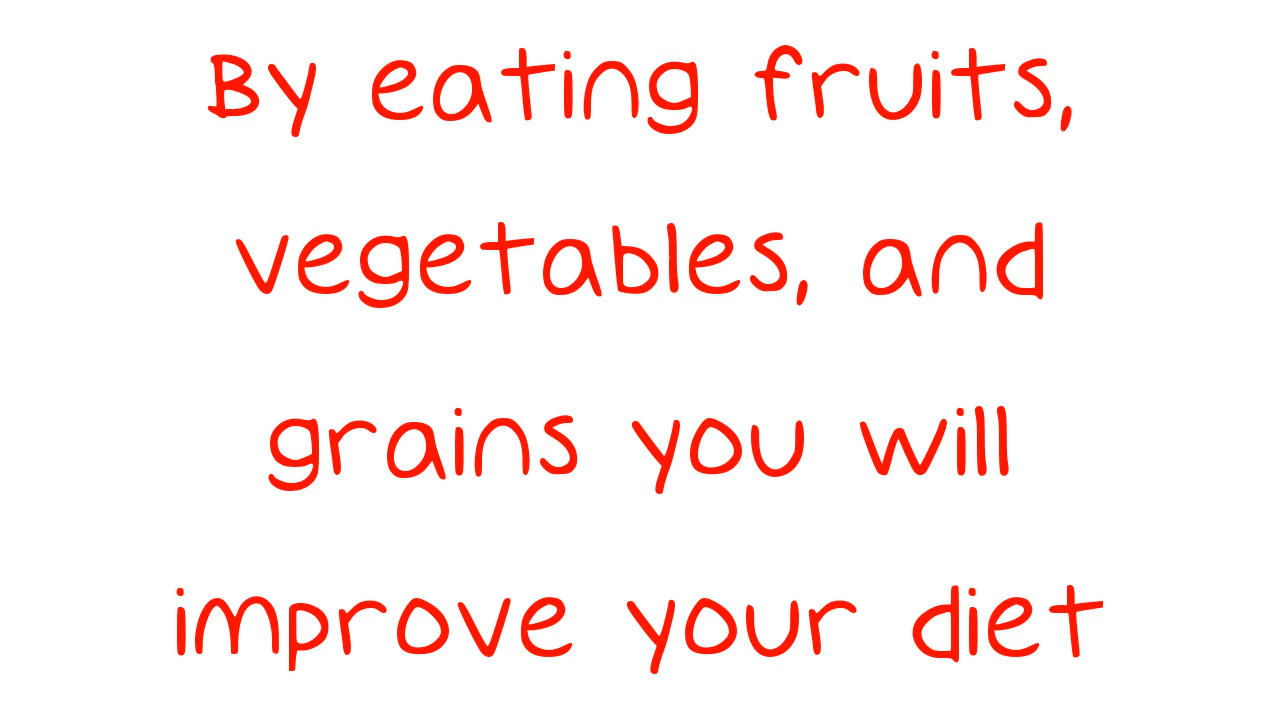 By eating fruits,
vegetables, and
grains you will
improve your diet